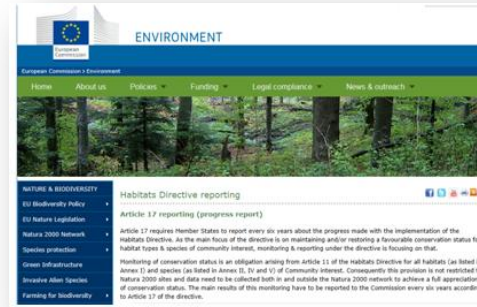 European
Commission
ENVIRONMENT
European Commission > Environment
Home About us Policies Funding Legal compliance News & outreach
NATURE & BIODIVERSITY
EU Biodiversity Policy
EU Nature Legislation
Natura 2000 Network
Species protection
Green Infrastructure
Invasive Alien Species
Farming for Biodiversity
Habitats Directive reporting
Article 17 reporting (progress report)
Article 17 requires Member States to report every six years about the progress made with the implementation of the
Habitats Directive. As the main focus of the directive is on maintaining and/or restoring a favourable conservation status fo
habitat types & species of community interest, monitoring & reporting under the directive is focusing on that.
Monitoring of conservation status is an obligation arising from Article 11 of the Habitats Directive for all habitats (as listed i
Annex I) and species (as listed in Annex II, IV and V) of Community interest. Consequently this provision is not restricted t
Natura 2000 sites and data need to be collected both in and outside the Natura 2000 network to achieve a full appreciation
of conservation status. The main results of this monitoring have to be reported to the Commission every six years accordin
to Article 17 of the directive.